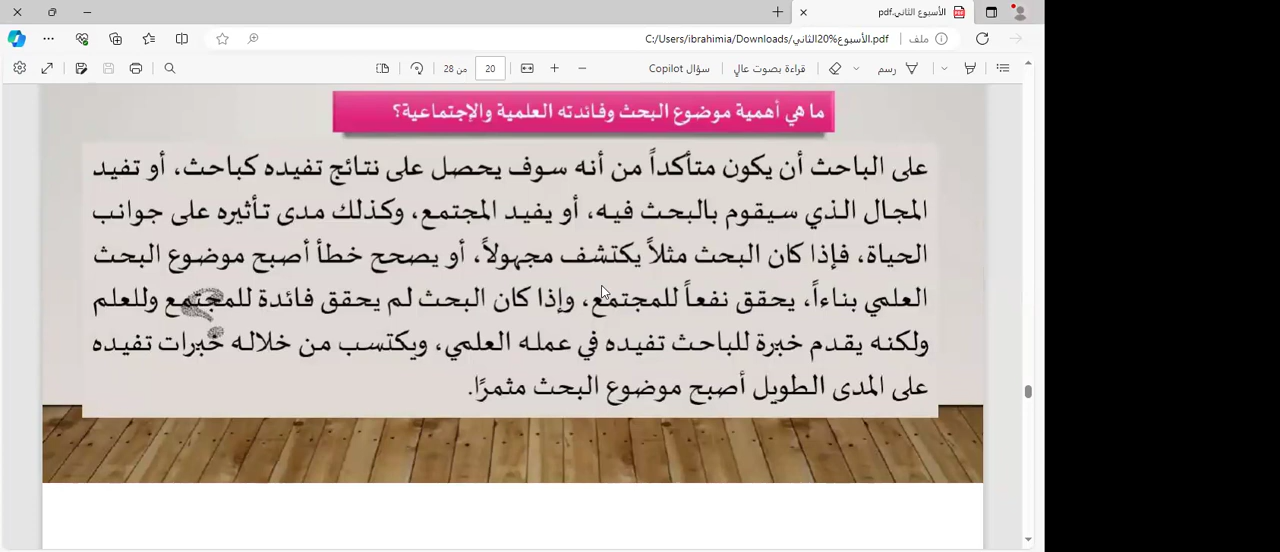 الأسبوع الثاني.pdf
ملف
C:/Users/ibrahimia/Downloads/الأسبوع%20الثاني.pdf
رسم
قراءة بصوت عالٍ
سؤال Copilot
20
من 28
ما هي أهمية موضوع البحث وفائدته العلمية والإجتماعية؟
على الباحث أن يكون متأكداً من أنه سوف يحصل على نتائج تفيده كباحث، أو تفيد
المجال الذي سيقوم بالبحث فيه، أو يفيد المجتمع، وكذلك مدى تأثيره على جوانب
الحياة، فإذا كان البحث مثلاً يكتشف مجهولاً، أو يصحح خطأ أصبح موضوع البحث
العلمي بناءاً، يحقق نفعاً للمجتمع، وإذا كان البحث لم يحقق فائدة للمجتمع وللعلم
ولكنه يقدم خبرة للباحث تفيده في عمله العلمي، ويكتسب من خلاله خبرات تفيده
على المدى الطويل أصبح موضوع البحث مثمرًا.